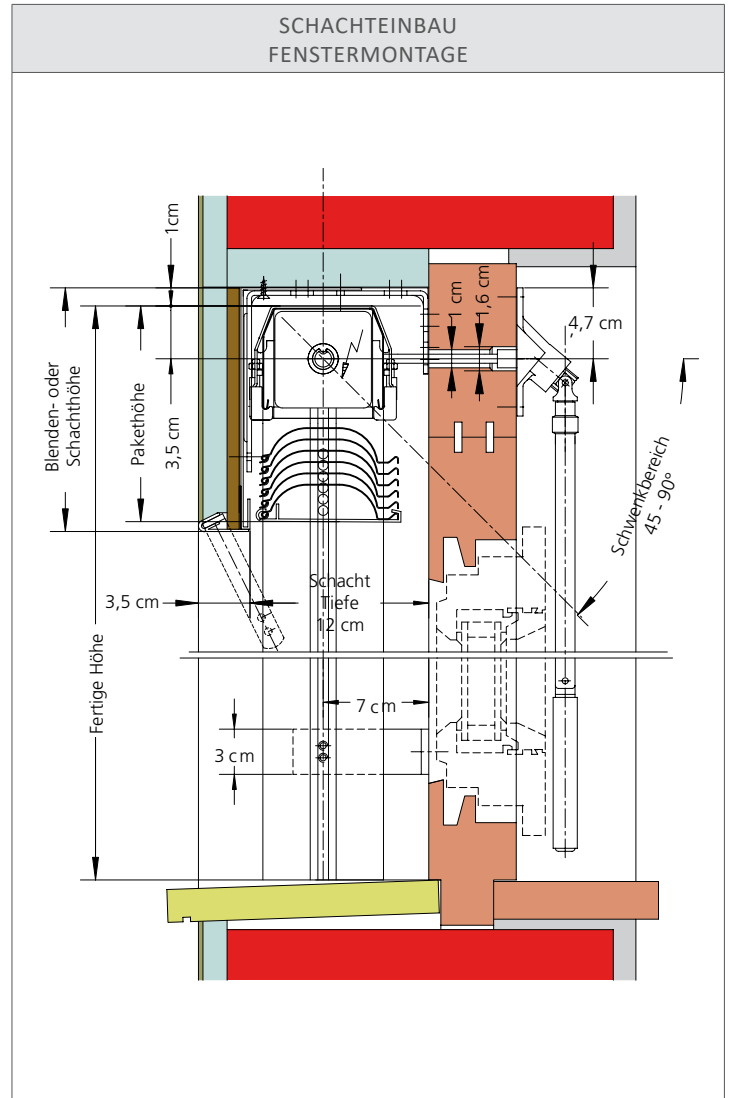 SCHACHTEINBAU
FENSTERMONTAGE
1cm
Blenden- oder
Schachthöhe
Pakethöhe
3,5 cm
1 cm
1,6 cm
4,7 cm
Schwenkbereich
45 - 90°
3,5 cm
Schacht
Tiefe
12 cm
Fertige Höhe
7 cm
3 cm